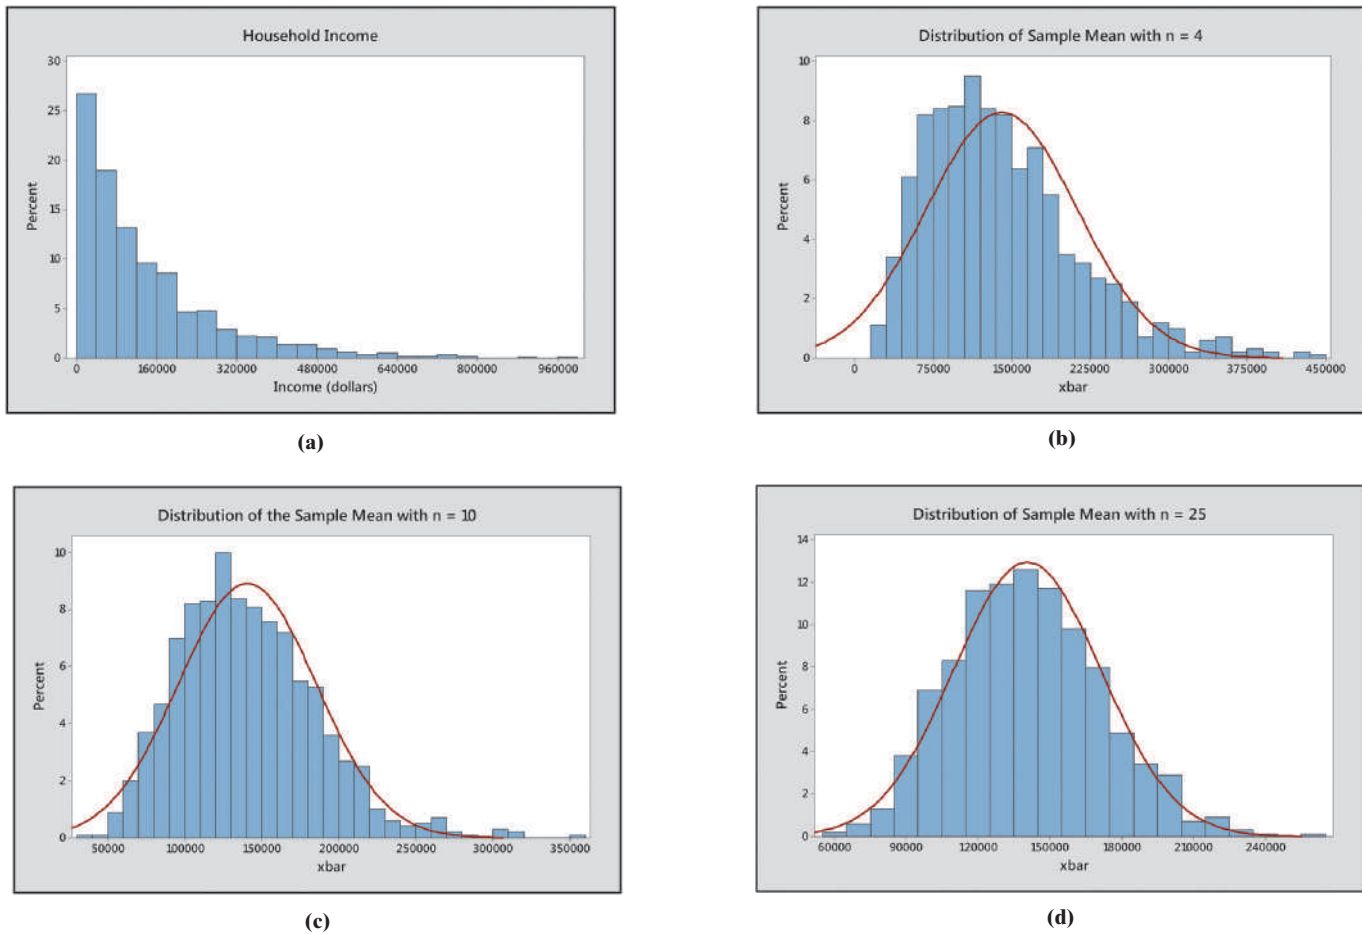 Household Income
30
25
20
15
10
5
0
Percent
0 160000 320000 480000 640000 800000 960000
Income (dollars)
(a)
Distribution of Sample Mean with n = 4
10
8
6
4
2
0
Percent
0 75000 150000 225000 300000 375000 450000
xbar
(b)
Distribution of the Sample Mean with n = 10
10
8
6
4
2
0
Percent
50000 100000 150000 200000 250000 300000 350000
xbar
(c)
Distribution of Sample Mean with n = 25
14
12
10
8
6
4
2
0
Percent
60000 90000 120000 150000 180000 210000 240000
xbar
(d)